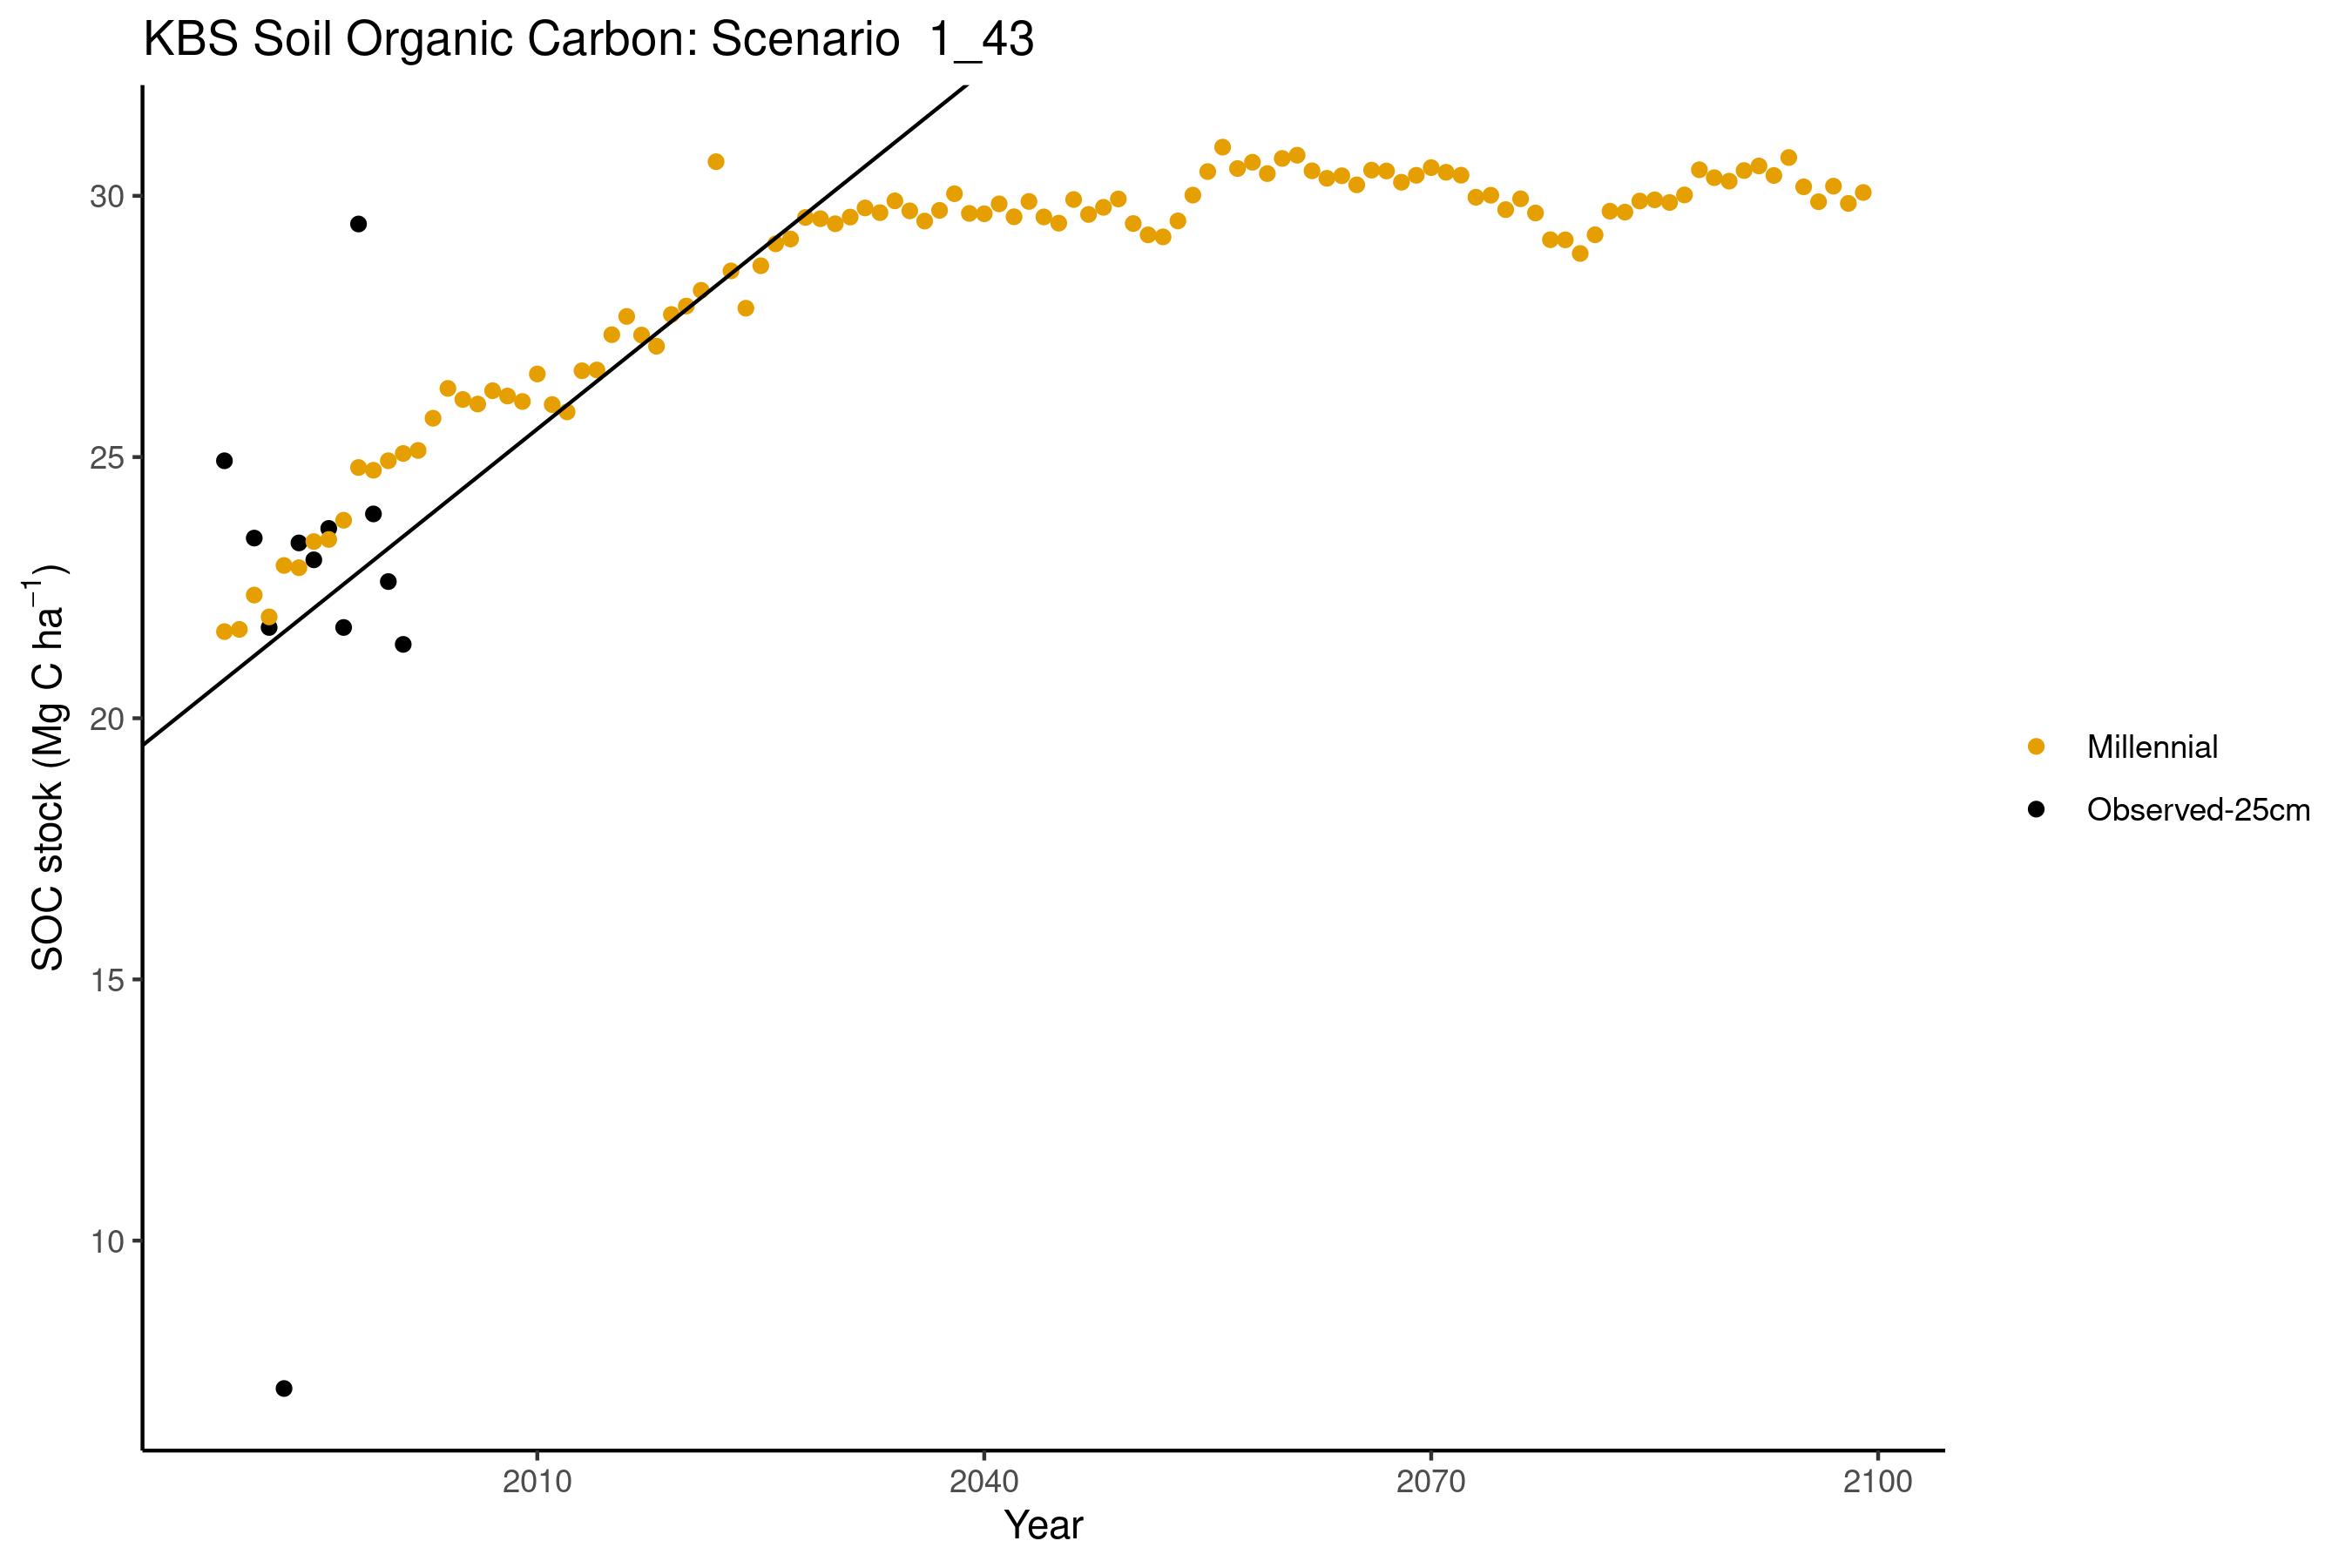 KBS Soil Organic Carbon: Scenario  1_43
SOC stock (Mg C ha⁻¹)
30
25
20
15
10
2010
2040
2070
2100
Year
Millennial
Observed-25cm